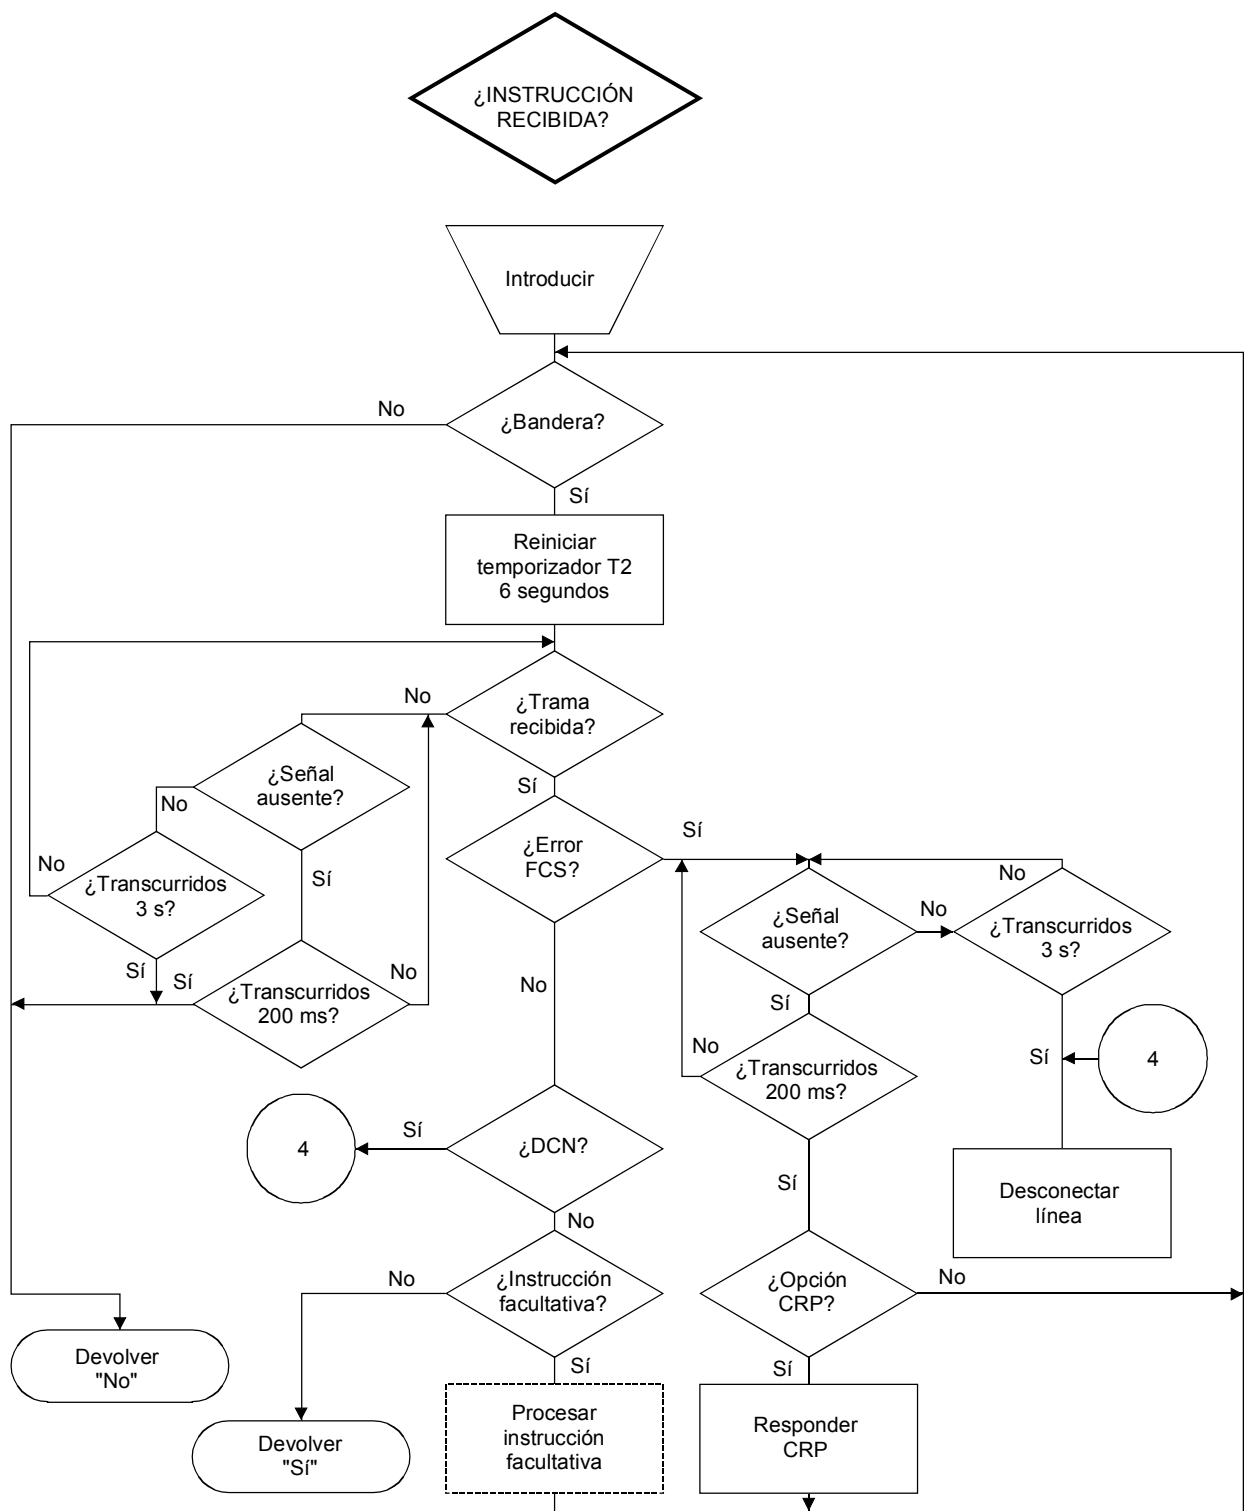 ¿INSTRUCCIÓN
RECIBIDA?
Introducir
No
¿Bandera?
Sí
Reiniciar
temporizador T2
6 segundos
No
¿Trama
recibida?
¿Señal
ausente?
Sí
No
Sí
¿Error
FCS?
No
¿Transcurridos
3 s?
Sí
No
¿Señal
ausente?
No
¿Transcurridos
3 s?
Sí
Sí
No
¿Transcurridos
200 ms?
No
Sí
No
¿Transcurridos
200 ms?
Sí
4
4
Sí
¿DCN?
Sí
Desconectar
línea
No
No
¿Instrucción
facultativa?
¿Opción
CRP?
No
Devolver
"No"
Sí
Sí
Procesar
instrucción
facultativa
Responder
CRP
Devolver
"Sí"